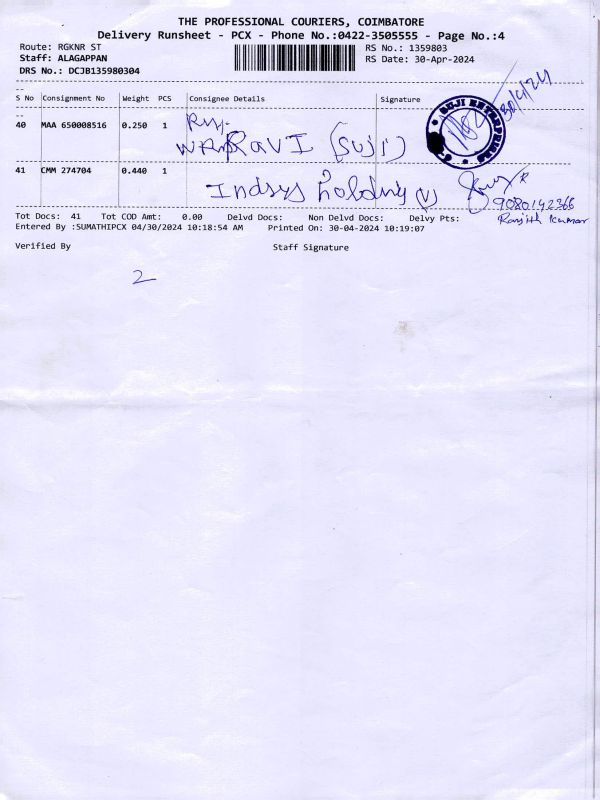 THE PROFESSIONAL COURIERS, COIMBATORE
Delivery Runsheet - PCX - Phone No.:0422-3505555 - Page No.:4
Route: RGKNR ST
RS No.: 1359803
Staff: ALAGAPPAN
RS Date: 30-Apr-2024
DRS No.: DCJB135980304
S No Consignment No Weight PCS Consignee Details Signature
40 MAA 650008516 0.250 1
RAVI (Suji)
30/4/24
SUJI ENTERPRISES
41 CMM 274704 0.440 1
Indsys holding
9080142366
Ranjith Kumar
Tot Docs: 41 Tot COD Amt: 0.00 Delvd Docs: Non Delvd Docs: Delvy Pts:
Entered By :SUMATHIPCX 04/30/2024 10:18:54 AM Printed On: 30-04-2024 10:19:07
Verified By Staff Signature
2